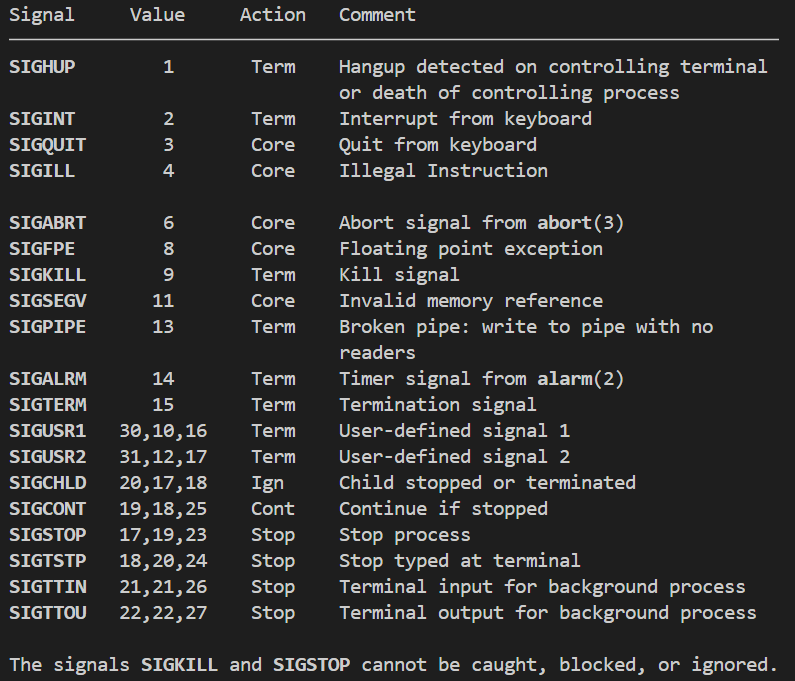 Signal Value Action Comment
SIGHUP 1 Term Hangup detected on controlling terminal
or death of controlling process
SIGINT 2 Term Interrupt from keyboard
SIGQUIT 3 Core Quit from keyboard
SIGILL 4 Core Illegal Instruction
SIGABRT 6 Core Abort signal from abort(3)
SIGFPE 8 Core Floating point exception
SIGKILL 9 Term Kill signal
SIGSEGV 11 Core Invalid memory reference
SIGPIPE 13 Term Broken pipe: write to pipe with no
readers
SIGALRM 14 Term Timer signal from alarm(2)
SIGTERM 15 Term Termination signal
SIGUSR1 30,10,16 Term User-defined signal 1
SIGUSR2 31,12,17 Term User-defined signal 2
SIGCHLD 20,17,18 Ign Child stopped or terminated
SIGCONT 19,18,25 Cont Continue if stopped
SIGSTOP 17,19,23 Stop Stop process
SIGTSTP 18,20,24 Stop Stop typed at terminal
SIGTTIN 21,21,26 Stop Terminal input for background process
SIGTTOU 22,22,27 Stop Terminal output for background process
The signals SIGKILL and SIGSTOP cannot be caught, blocked, or ignored.